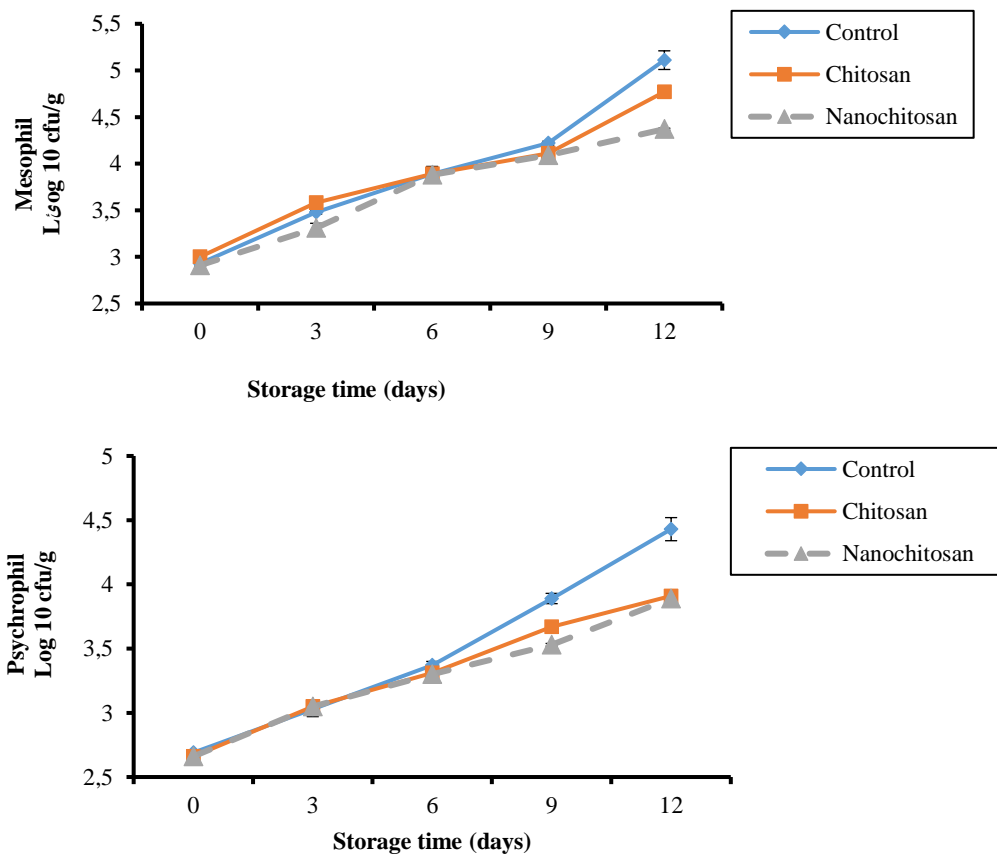 Mesophil
Lئog 10 cfu/g
5,5
5
4,5
4
3,5
3
2,5
0 3 6 9 12
Storage time (days)
Control
Chitosan
Nanochitosan
Psychrophil
Log 10 cfu/g
5
4,5
4
3,5
3
2,5
0 3 6 9 12
Storage time (days)
Control
Chitosan
Nanochitosan